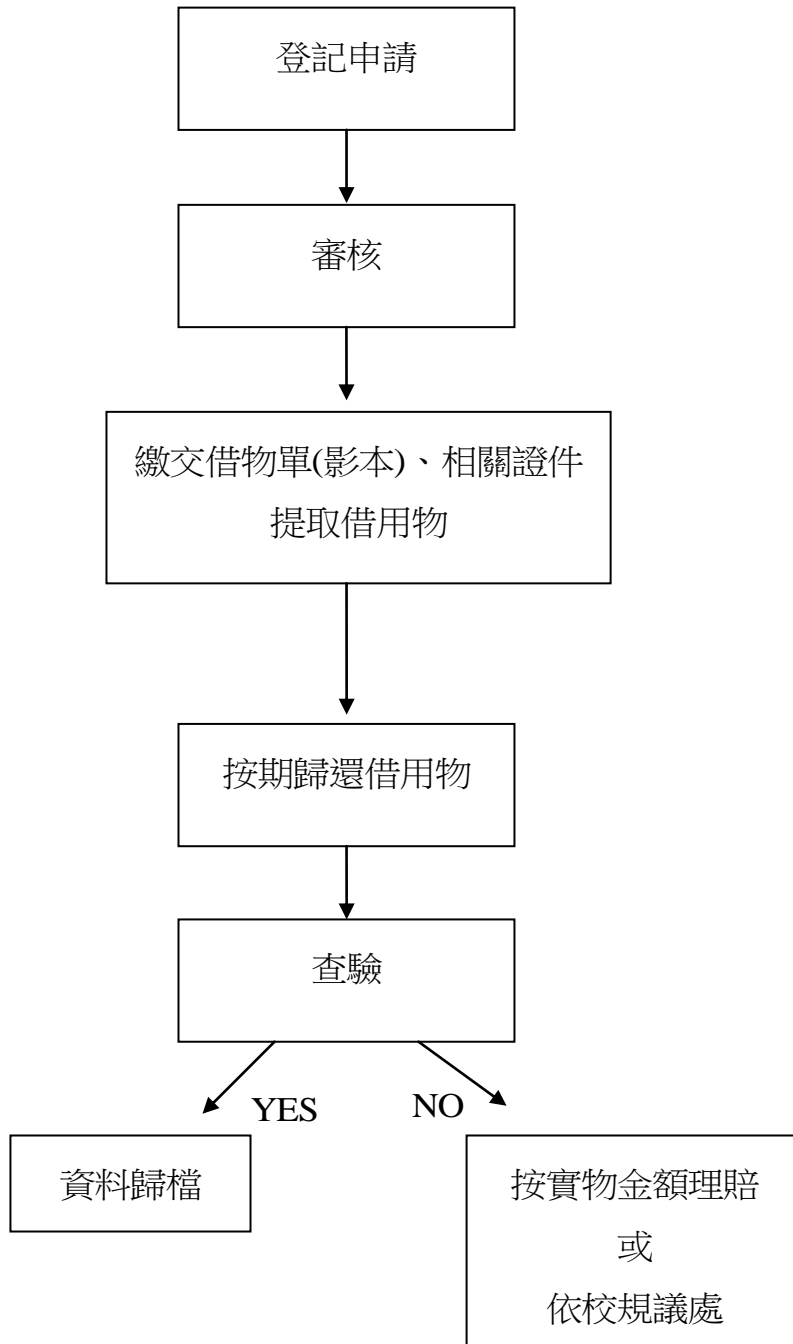 登記申請
審核
繳交借物單(影本)、相關證件
提取借用物
按期歸還借用物
查驗
YES
NO
資料歸檔
按實物金額理賠
或
依校規議處